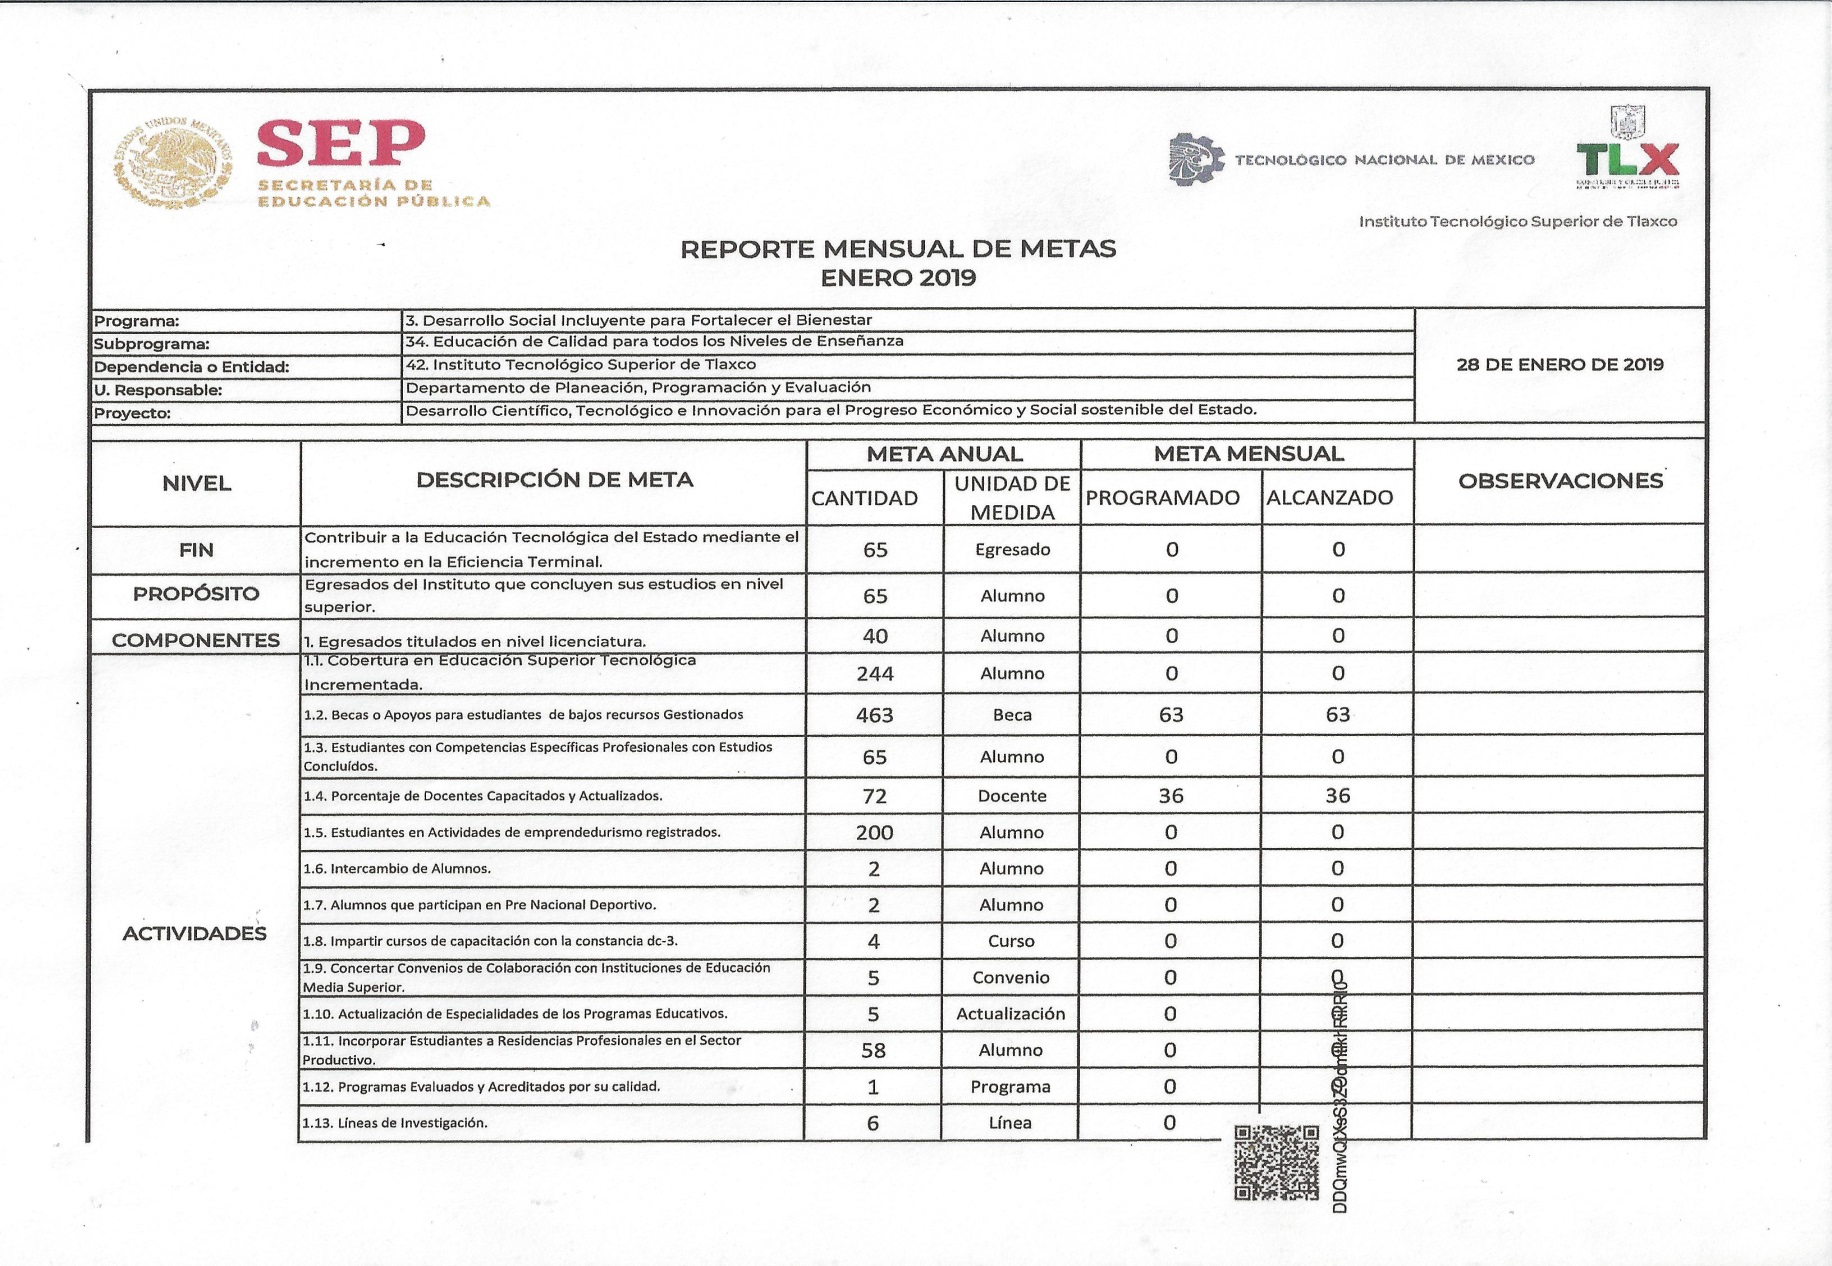 ESTADOS UNIDOS MEXICANOS
SEP
SECRETARÍA DE
EDUCACIÓN PÚBLICA
TECNOLÓGICO NACIONAL DE MÉXICO
TLX
Instituto Tecnológico Superior de Tlaxco
REPORTE MENSUAL DE METAS
ENERO 2019
Programa: 3. Desarrollo Social Incluyente para Fortalecer el Bienestar
Subprograma: 34. Educación de Calidad para todos los Niveles de Enseñanza
Dependencia o Entidad: 42. Instituto Tecnológico Superior de Tlaxco
U. Responsable: Departamento de Planeación, Programación y Evaluación
Proyecto: Desarrollo Científico, Tecnológico e Innovación para el Progreso Económico y Social sostenible del Estado.
28 DE ENERO DE 2019
NIVEL DESCRIPCIÓN DE META META ANUAL META MENSUAL OBSERVACIONES
CANTIDAD UNIDAD DE MEDIDA PROGRAMADO ALCANZADO
FIN
Contribuir a la Educación Tecnológica del Estado mediante el
incremento en la Eficiencia Terminal.
65 Egresado 0 0
PROPÓSITO
Egresados del Instituto que concluyen sus estudios en nivel
superior.
65 Alumno 0 0
COMPONENTES 1. Egresados titulados en nivel licenciatura. 40 Alumno 0 0
ACTIVIDADES
1.1. Cobertura en Educación Superior Tecnológica
Incrementada.
244 Alumno 0 0
1.2. Becas o Apoyos para estudiantes de bajos recursos Gestionados 463 Beca 63 63
1.3. Estudiantes con Competencias Específicas Profesionales con Estudios
Concluídos.
65 Alumno 0 0
1.4. Porcentaje de Docentes Capacitados y Actualizados. 72 Docente 36 36
1.5. Estudiantes en Actividades de emprendedurismo registrados. 200 Alumno 0 0
1.6. Intercambio de Alumnos. 2 Alumno 0 0
1.7. Alumnos que participan en Pre Nacional Deportivo. 2 Alumno 0 0
1.8. Impartir cursos de capacitación con la constancia dc-3. 4 Curso 0 0
1.9. Concertar Convenios de Colaboración con Instituciones de Educación
Media Superior.
5 Convenio 0 0
1.10. Actualización de Especialidades de los Programas Educativos. 5 Actualización 0 0
1.11. Incorporar Estudiantes a Residencias Profesionales en el Sector
Productivo.
58 Alumno 0 0
1.12. Programas Evaluados y Acreditados por su calidad. 1 Programa 0
1.13. Líneas de Investigación. 6 Línea 0